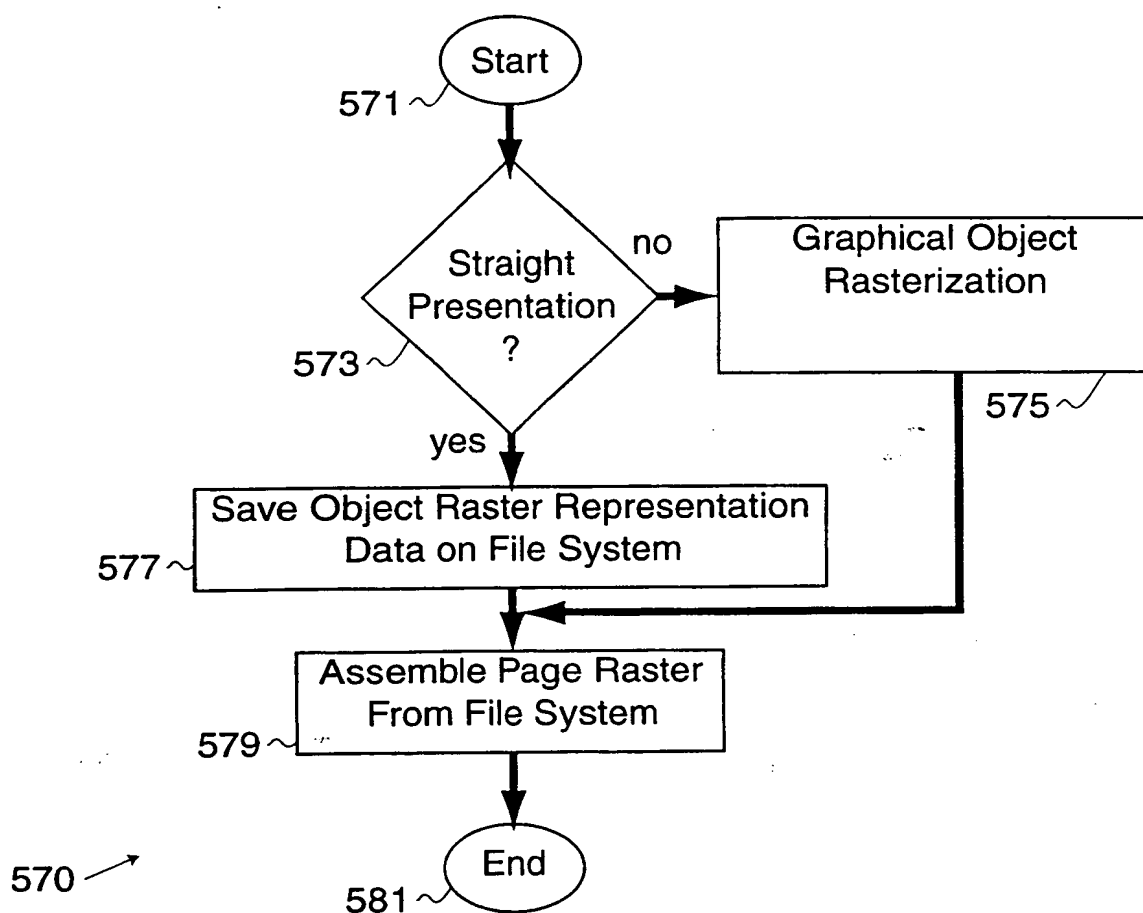 Start
571
Straight
Presentation
?
573
no
Graphical Object
Rasterization
575
yes
Save Object Raster Representation
Data on File System
577
Assemble Page Raster
From File System
579
End
581
570